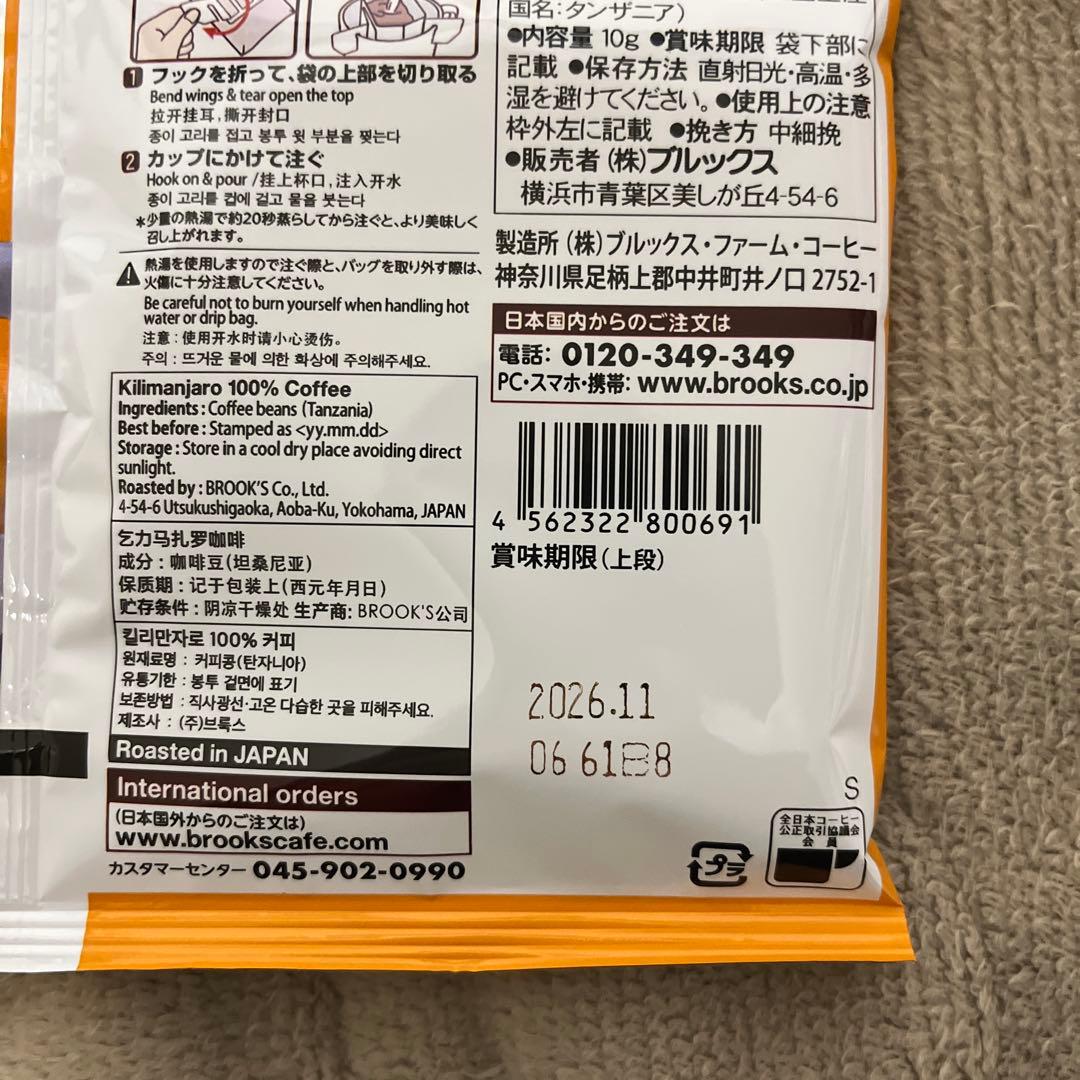 1 フックを折って、袋の上部を切り取る
Bend wings & tear open the top
拉开挂耳,撕开封口
종이 고리를 접고 봉투 윗 부분을 찢는다
2 カップにかけて注ぐ
Hook on & pour /挂上杯口,注入开水
종이 고리를 컵에 걸고 물을 붓는다
*少量の熱湯で約20秒蒸らしてから注ぐと、より美味しく
召し上がれます。
熱湯を使用しますので注ぐ際と、バッグを取り外す際は、
火傷に十分注意してください。
Be careful not to burn yourself when handling hot
water or drip bag.
注意:使用开水时请小心烫伤。
주의 : 뜨거운 물에 의한 화상에 주의해주세요.
Kilimanjaro 100% Coffee
Ingredients : Coffee beans (Tanzania)
Best before : Stamped as <yy.mm.dd>
Storage : Store in a cool dry place avoiding direct
sunlight.
Roasted by : BROOK'S Co., Ltd.
4-54-6 Utsukushigaoka, Aoba-Ku, Yokohama, JAPAN
乞力马扎罗咖啡
成分:咖啡豆(坦桑尼亚)
保质期:记于包装上(西元年月日)
贮存条件:阴凉干燥处 生产商: BROOK'S公司
킬리만자로 100% 커피
원재료명 : 커피콩(탄자니아)
유통기한 : 봉투 겉면에 표기
보존방법 : 직사광선·고온 다습한 곳을 피해주세요.
제조사 : (주)브룩스
Roasted in JAPAN
International orders
(日本国外からのご注文は)
www.brookscafe.com
カスタマーセンター 045-902-0990
国名:タンザニア)
●内容量 10g ●賞味期限 袋下部に
記載 ●保存方法 直射日光・高温・多
湿を避けてください。●使用上の注意
枠外左に記載 ●挽き方 中細挽
●販売者 (株)ブルックス
横浜市青葉区美しが丘4-54-6
製造所 (株)ブルックス・ファーム・コーヒー
神奈川県足柄上郡中井町井ノ口 2752-1
日本国内からのご注文は
電話: 0120-349-349
PC・スマホ・携帯: www.brooks.co.jp
4 562322 800691
賞味期限(上段)
2026.11
06 61日8
S
プラ
全日本コーヒー
公正取引協議会
会員